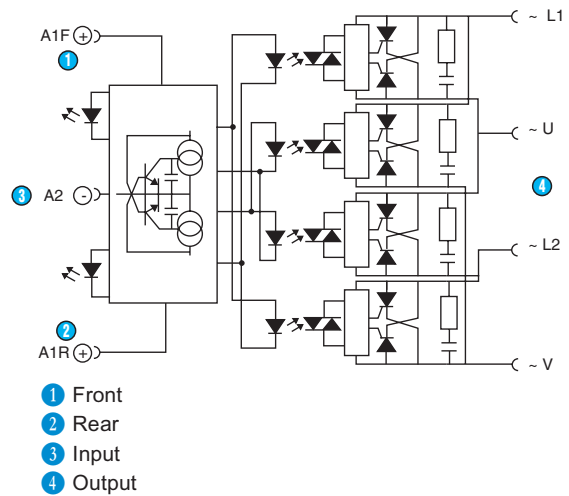 ~ L1
A1F +
1
~ U
3 A2 -
4
~ L2
2
A1R +
~ V
1 Front
2 Rear
3 Input
4 Output